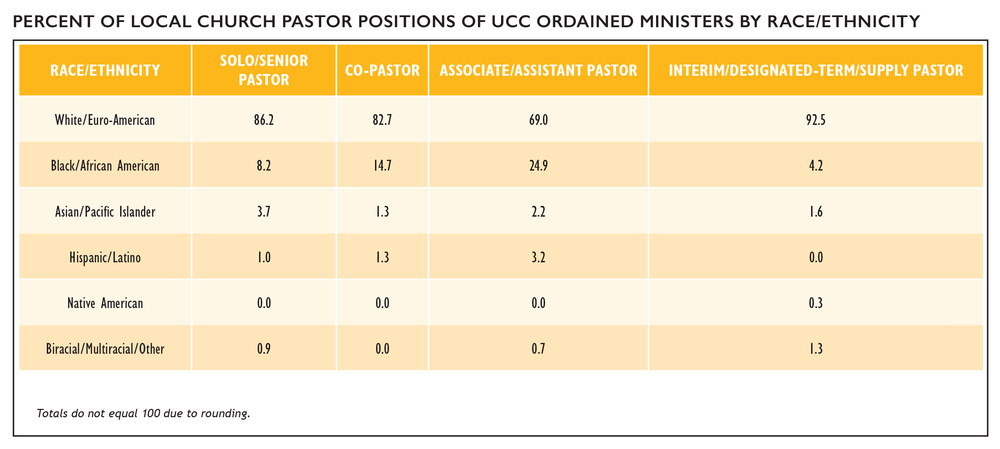 PERCENT OF LOCAL CHURCH PASTOR POSITIONS OF UCC ORDAINED MINISTERS BY RACE/ETHNICITY
RACE/ETHNICITY SOLO/SENIOR PASTOR CO-PASTOR ASSOCIATE/ASSISTANT PASTOR INTERIM/DESIGNATED-TERM/SUPPLY PASTOR
White/Euro-American 86.2 82.7 69.0 92.5
Black/African American 8.2 14.7 24.9 4.2
Asian/Pacific Islander 3.7 1.3 2.2 1.6
Hispanic/Latino 1.0 1.3 3.2 0.0
Native American 0.0 0.0 0.0 0.3
Biracial/Multiracial/Other 0.9 0.0 0.7 1.3
Totals do not equal 100 due to rounding.